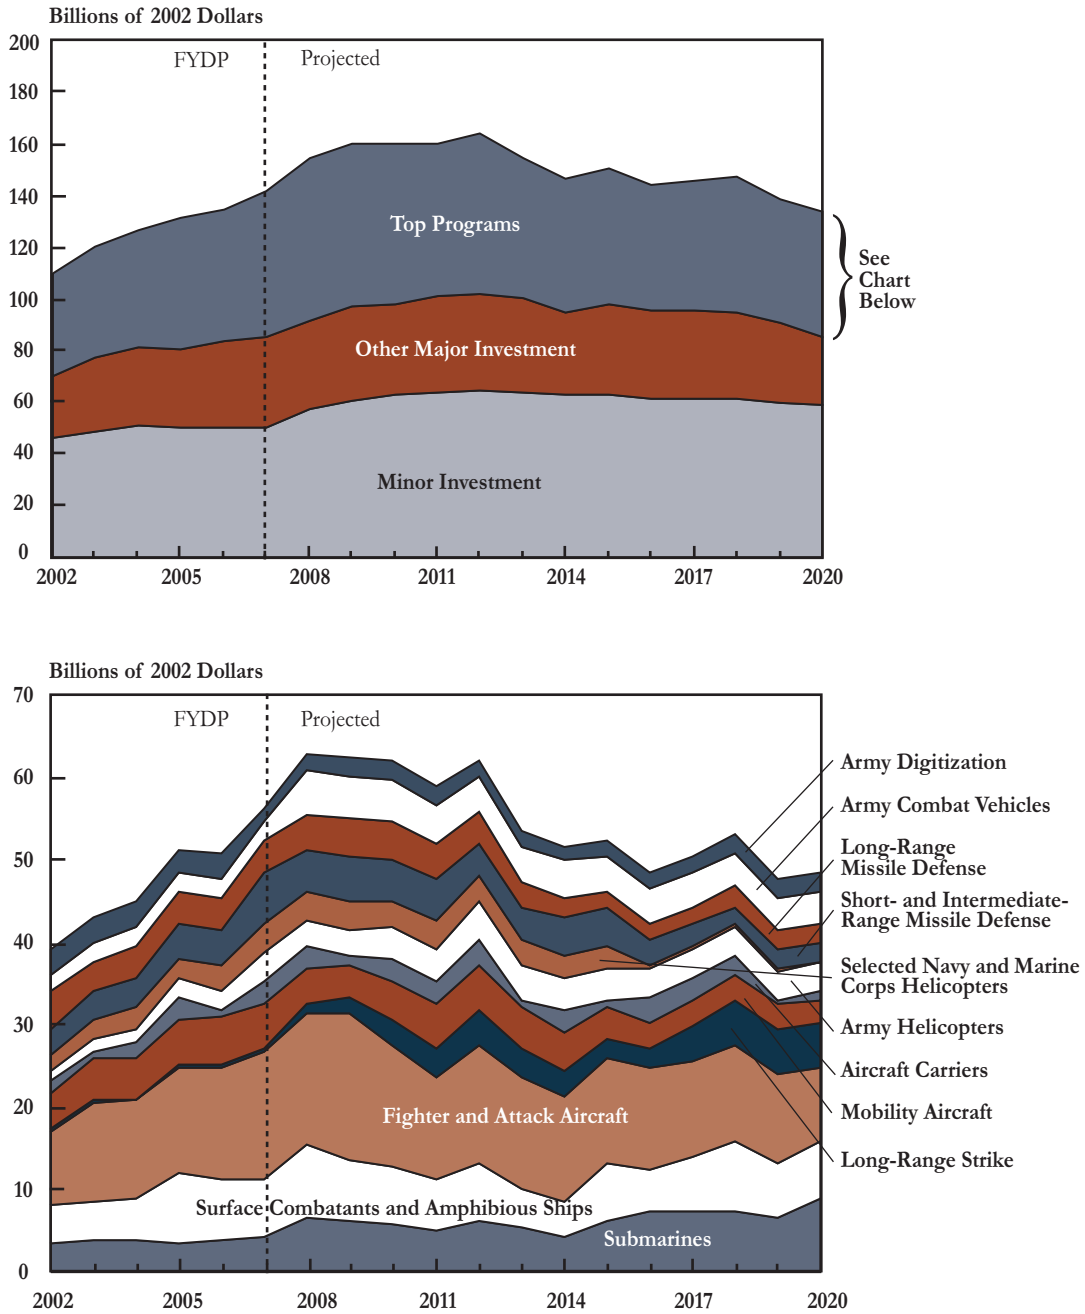 Billions of 2002 Dollars
200
FYDP
Projected
180
160
140
Top Programs
120
See
Chart
Below
100
Other Major Investment
80
60
Minor Investment
40
20
0
2002
2005
2008
2011
2014
2017
2020
Billions of 2002 Dollars
70
FYDP
Projected
60
50
40
30
20
10
0
Army Digitization
Army Combat Vehicles
Long-Range
Missile Defense
Short- and Intermediate-
Range Missile Defense
Selected Navy and Marine
Corps Helicopters
Army Helicopters
Aircraft Carriers
Mobility Aircraft
Long-Range Strike
Fighter and Attack Aircraft
Surface Combatants and Amphibious Ships
Submarines
2002
2005
2008
2011
2014
2017
2020